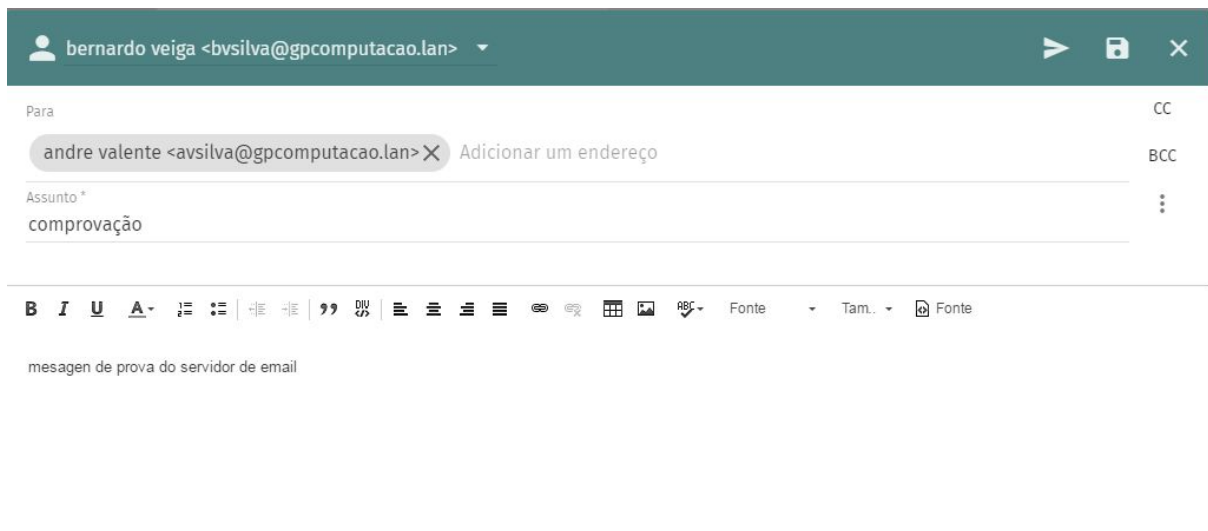 bernardo veiga <bvsilva@gpcomputacao.lan>
Para
CC
andre valente <avsilva@gpcomputacao.lan> Adicionar um endereço
BCC
Assunto *
comprovação
B I U A ABC Fonte Tam.. Fonte
mesagen de prova do servidor de email